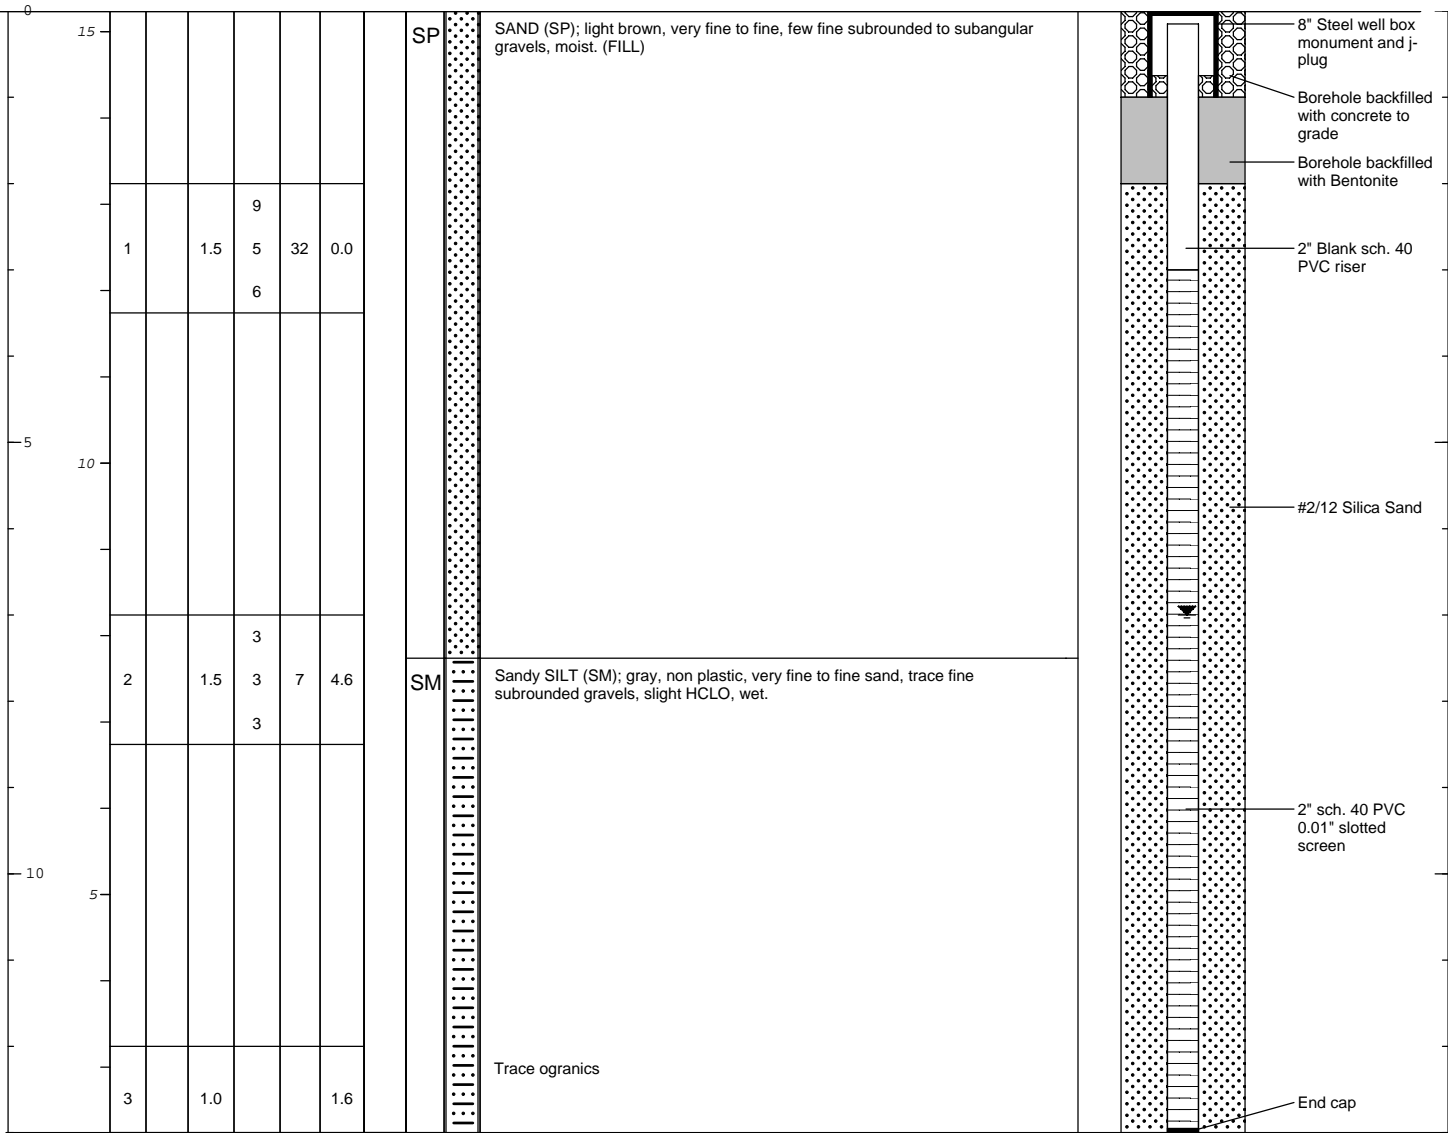 0
15
SP
SAND (SP); light brown, very fine to fine, few fine subrounded to subangular
gravels, moist. (FILL)
8" Steel well box
monument and j-
plug
Borehole backfilled
with concrete to
grade
Borehole backfilled
with Bentonite
9
1 1.5 5 32 0.0
6
2" Blank sch. 40
PVC riser
5
10
#2/12 Silica Sand
3
2 1.5 3 7 4.6
3
SM
Sandy SILT (SM); gray, non plastic, very fine to fine sand, trace fine
subrounded gravels, slight HCLO, wet.
2" sch. 40 PVC
0.01" slotted
screen
10
5
Trace ogranics
3 1.0 1.6
End cap